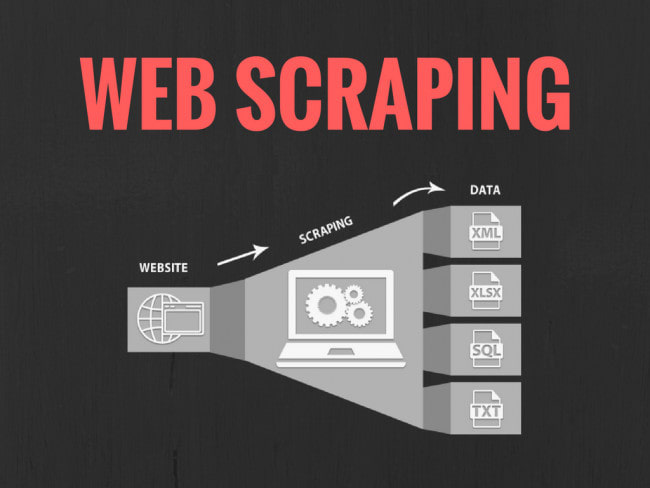 WEB SCRAPING
DATA
SCRAPING
WEBSITE
XML
XLSX
SQL
TXT